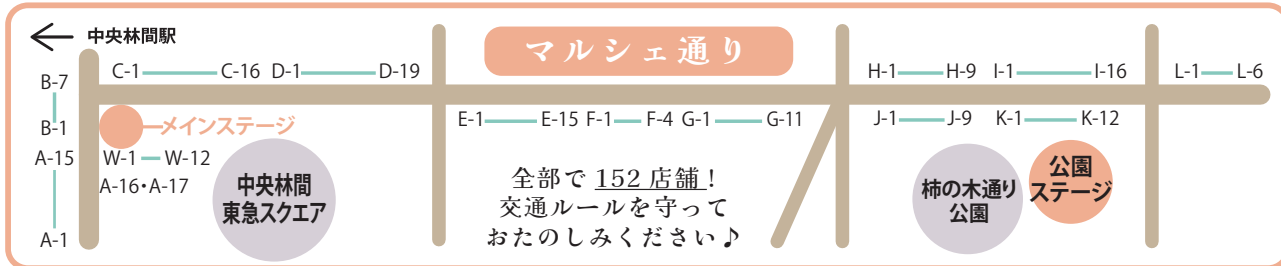 中央林間駅
マルシェ通り
C-1 C-16 D-1 D-19
H-1 H-9 I-1 I-16
L-1 L-6
B-7
B-1
メインステージ
E-1 E-15 F-1 F-4 G-1 G-11
J-1 J-9 K-1 K-12
A-15
W-1 W-12
A-16・A-17
A-1
中央林間
東急スクエア
全部で 152 店舗!
交通ルールを守って
おたのしみください♪
柿の木通り
公園
公園
ステージ